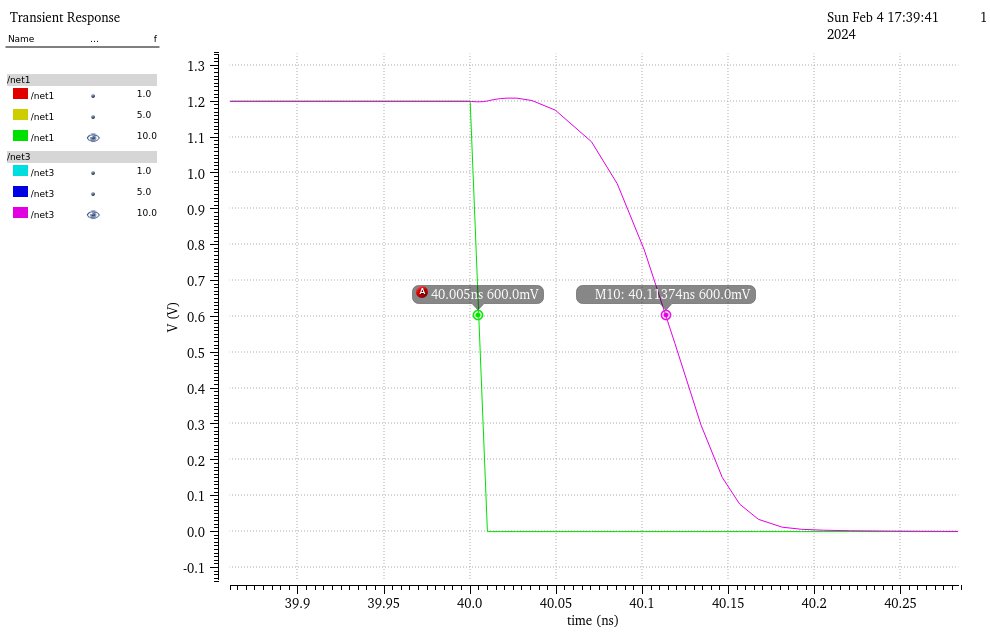 Transient Response
Sun Feb 4 17:39:41 1
2024
Name ... f
/net1
/net1 1.0
/net1 5.0
/net1 10.0
/net3
/net3 1.0
/net3 5.0
/net3 10.0
1.3
1.2
1.1
1.0
0.9
0.8
0.7
A 40.005ns 600.0mV
M10: 40.11374ns 600.0mV
V (V)
0.6
0.5
0.4
0.3
0.2
0.1
0.0
-0.1
39.9 39.95 40.0 40.05 40.1 40.15 40.2 40.25
time (ns)